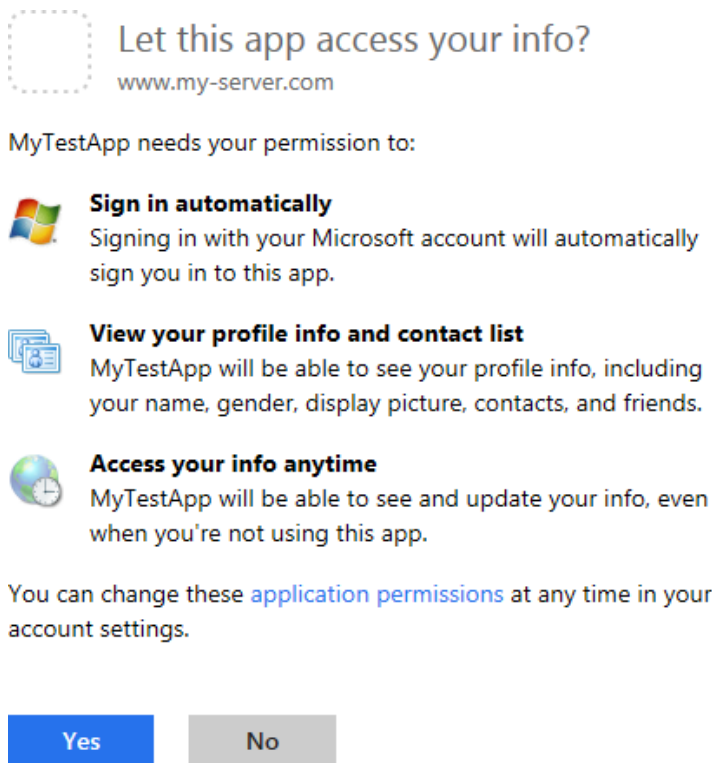 Let this app access your info?
www.my-server.com
MyTestApp needs your permission to:
Sign in automatically
Signing in with your Microsoft account will automatically
sign you in to this app.
View your profile info and contact list
MyTestApp will be able to see your profile info, including
your name, gender, display picture, contacts, and friends.
Access your info anytime
MyTestApp will be able to see and update your info, even
when you're not using this app.
You can change these application permissions at any time in your
account settings.
Yes No